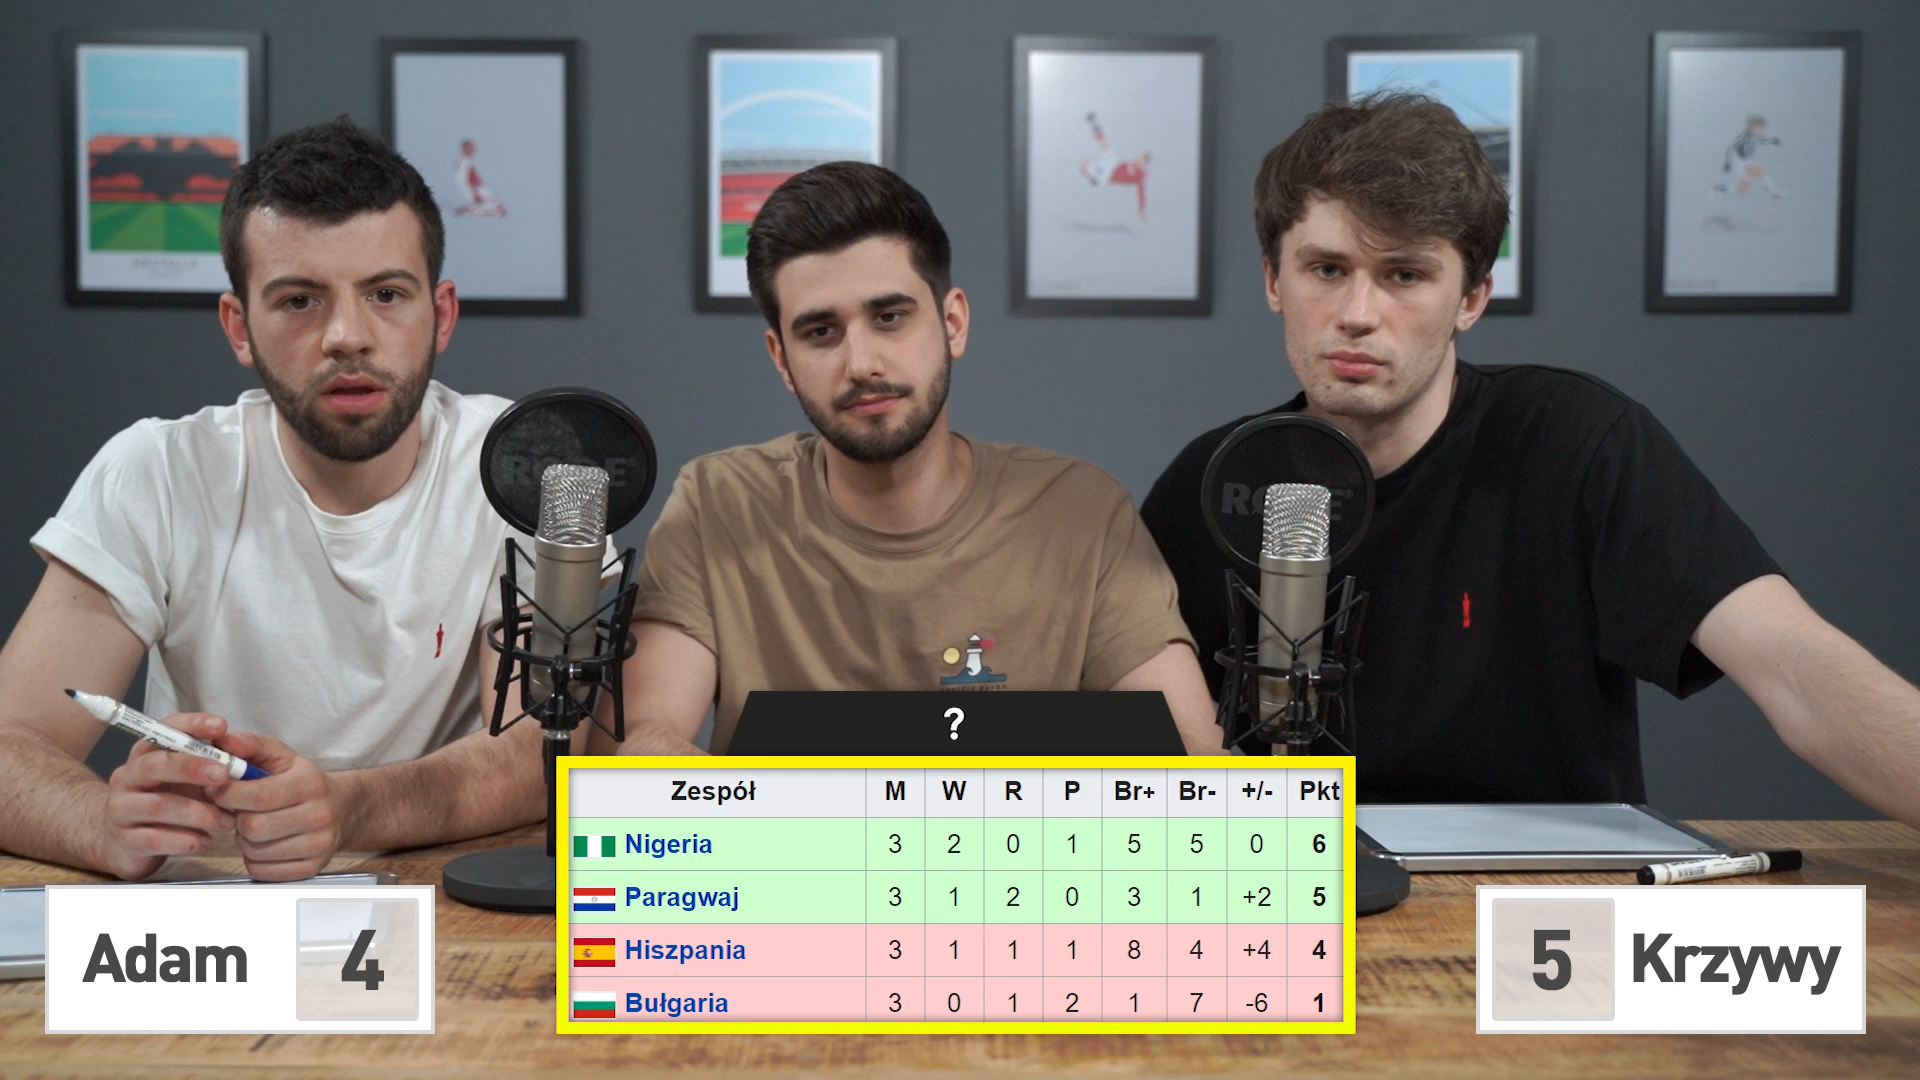 RØDE
RØDE
?
Zespół M W R P Br+ Br- +/- Pkt
Nigeria 3 2 0 1 5 5 0 6
Paragwaj 3 1 2 0 3 1 +2 5
Hiszpania 3 1 1 1 8 4 +4 4
Bułgaria 3 0 1 2 1 7 -6 1
Adam 4
5 Krzywy